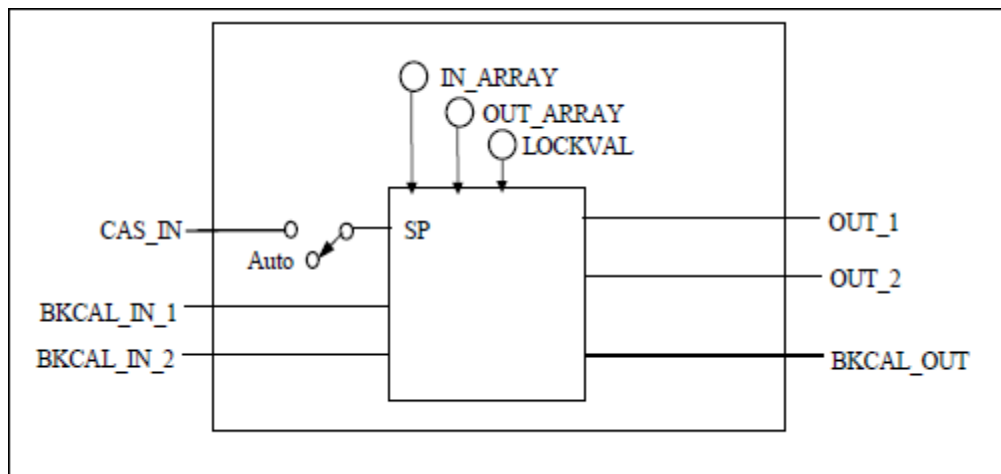 IN_ARRAY
OUT_ARRAY
LOCKVAL
CAS_IN
SP
OUT_1
Auto
OUT_2
BKCAL_IN_1
BKCAL_IN_2
BKCAL_OUT